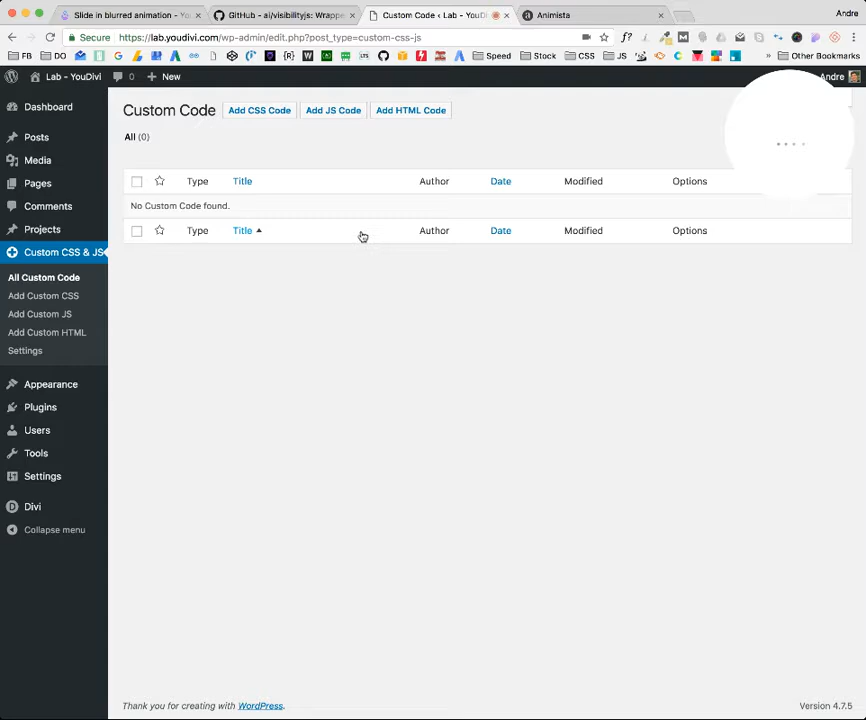 Slide in blurred animation - Yo
GitHub - ai/visibilityjs: Wrappe
Custom Code ‹ Lab - YouDi
Animista
Andre
Secure
https://lab.youdivi.com/wp-admin/edit.php?post_type=custom-css-js
FB
DO
Speed
Stock
CSS
JS
» Other Bookmarks
Lab - YouDivi
0
New
Andre
Dashboard
Posts
Media
Pages
Comments
Projects
Custom CSS & JS
All Custom Code
Add Custom CSS
Add Custom JS
Add Custom HTML
Settings
Appearance
Plugins
Users
Tools
Settings
Divi
Collapse menu
Custom Code
Add CSS Code
Add JS Code
Add HTML Code
All (0)
Type Title Author Date Modified Options
No Custom Code found.
Type Title Author Date Modified Options
Thank you for creating with WordPress.
Version 4.7.5